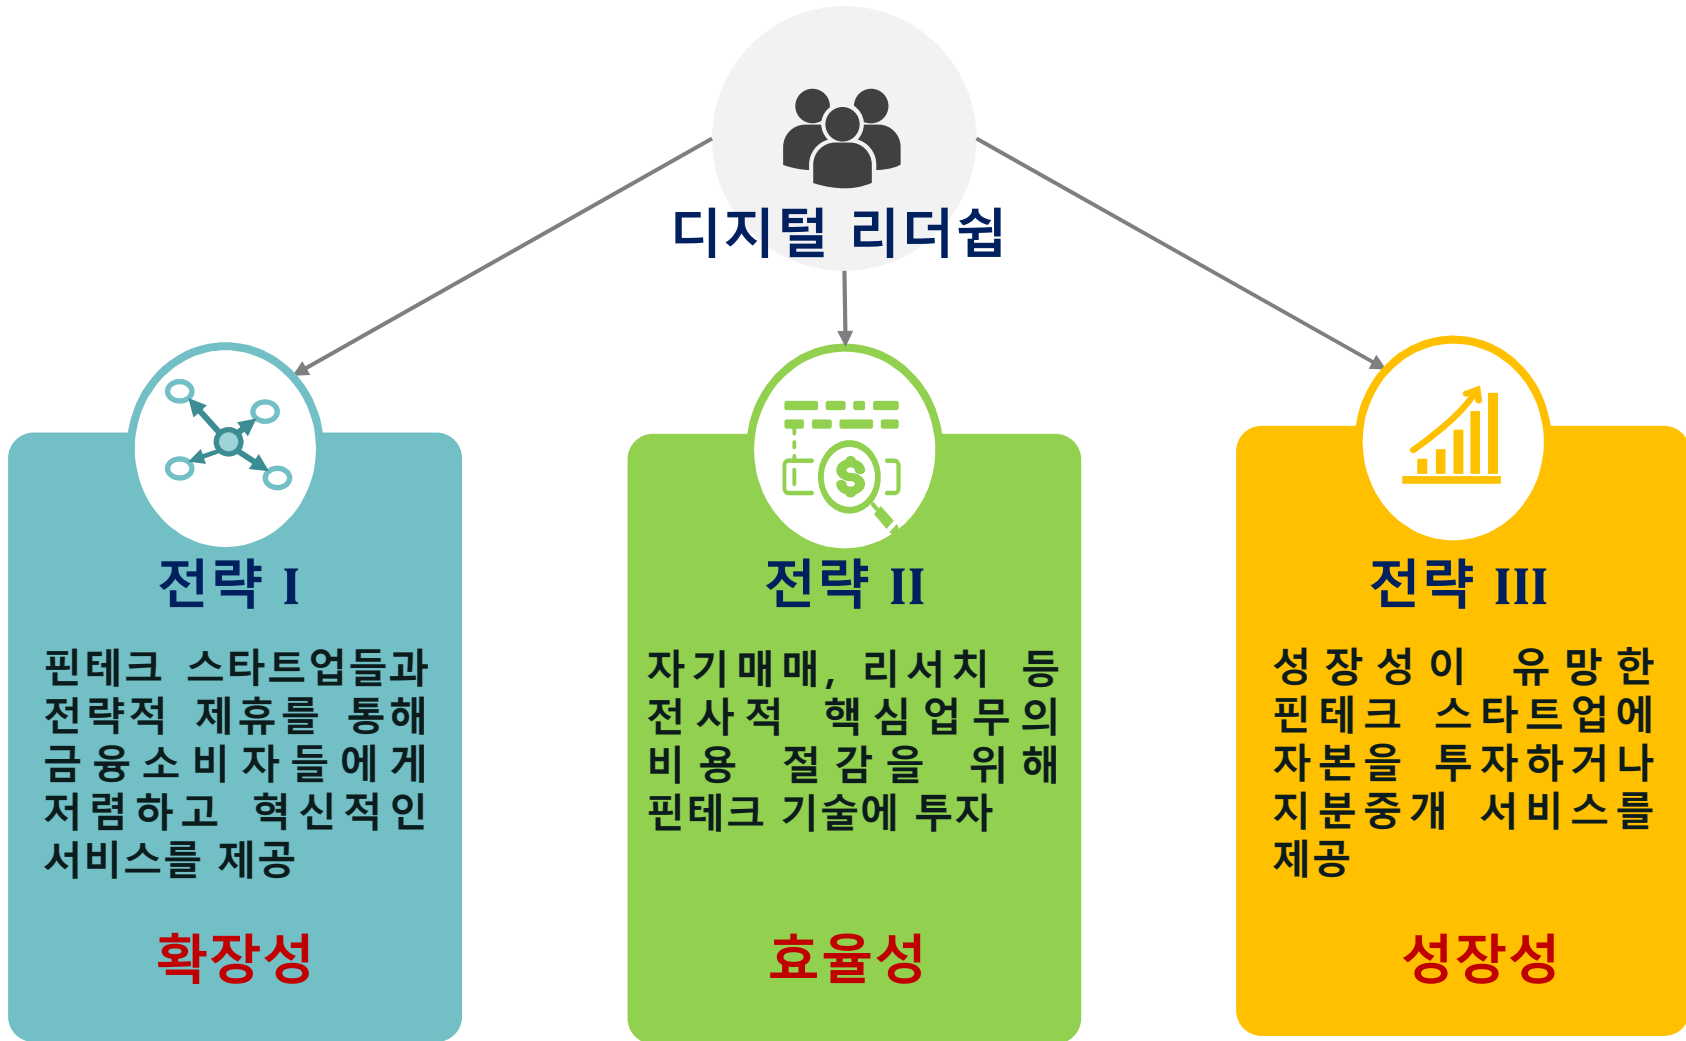 디지털 리더쉽
전략 I
핀테크 스타트업들과
전략적 제휴를 통해
금융소비자들에게
저렴하고 혁신적인
서비스를 제공
확장성
전략 II
자기매매, 리서치 등
전사적 핵심업무의
비용 절감을 위해
핀테크 기술에 투자
효율성
전략 III
성장성이 유망한
핀테크 스타트업에
자본을 투자하거나
지분중개 서비스를
제공
성장성